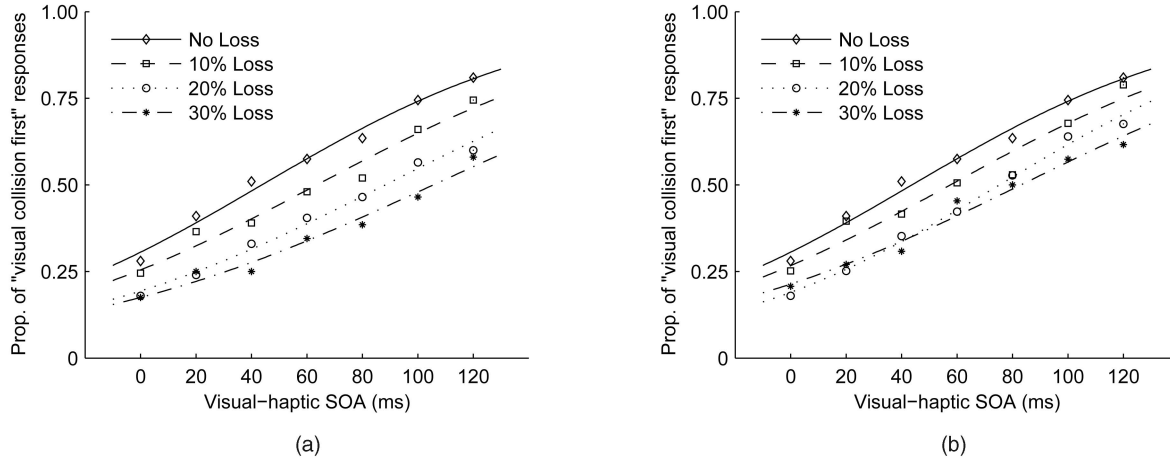 1.00
0.75
0.50
0.25
0
Prop. of "visual collision first" responses
No Loss
10% Loss
20% Loss
30% Loss
0 20 40 60 80 100 120
Visual−haptic SOA (ms)
(a)
1.00
0.75
0.50
0.25
0
Prop. of "visual collision first" responses
No Loss
10% Loss
20% Loss
30% Loss
0 20 40 60 80 100 120
Visual−haptic SOA (ms)
(b)